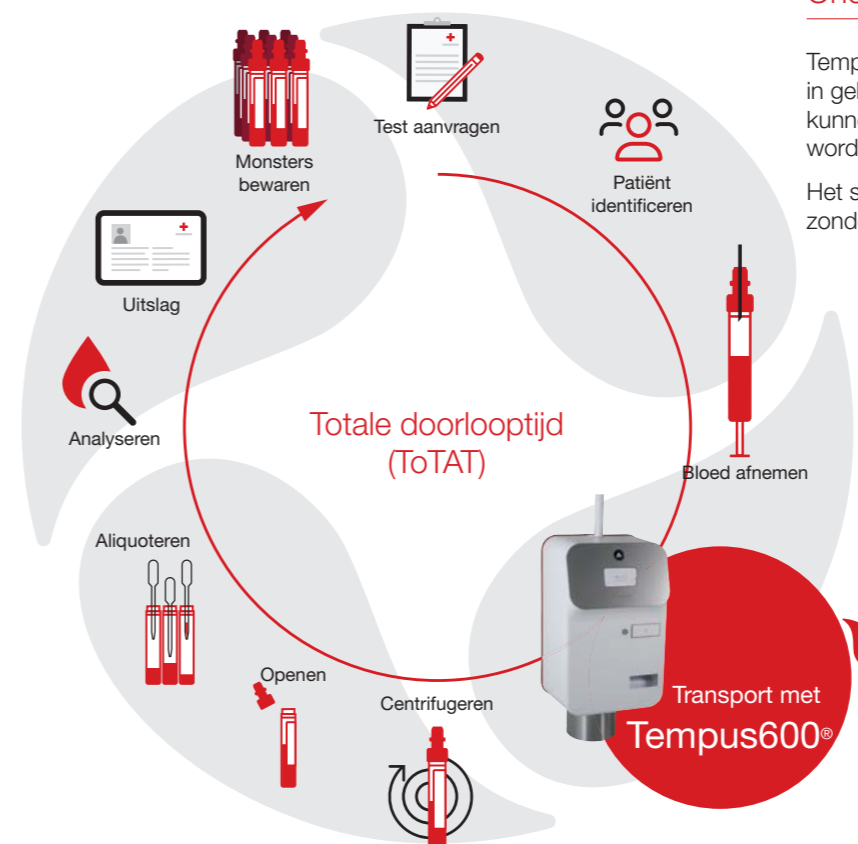 Test aanvragen
Patiënt
identificeren
Bloed afnemen
Transport met
Tempus600®
Centrifugeren
Openen
Aliquoteren
Analyseren
Uitslag
Monsters
bewaren
Totale doorlooptijd
(ToTAT)
Het